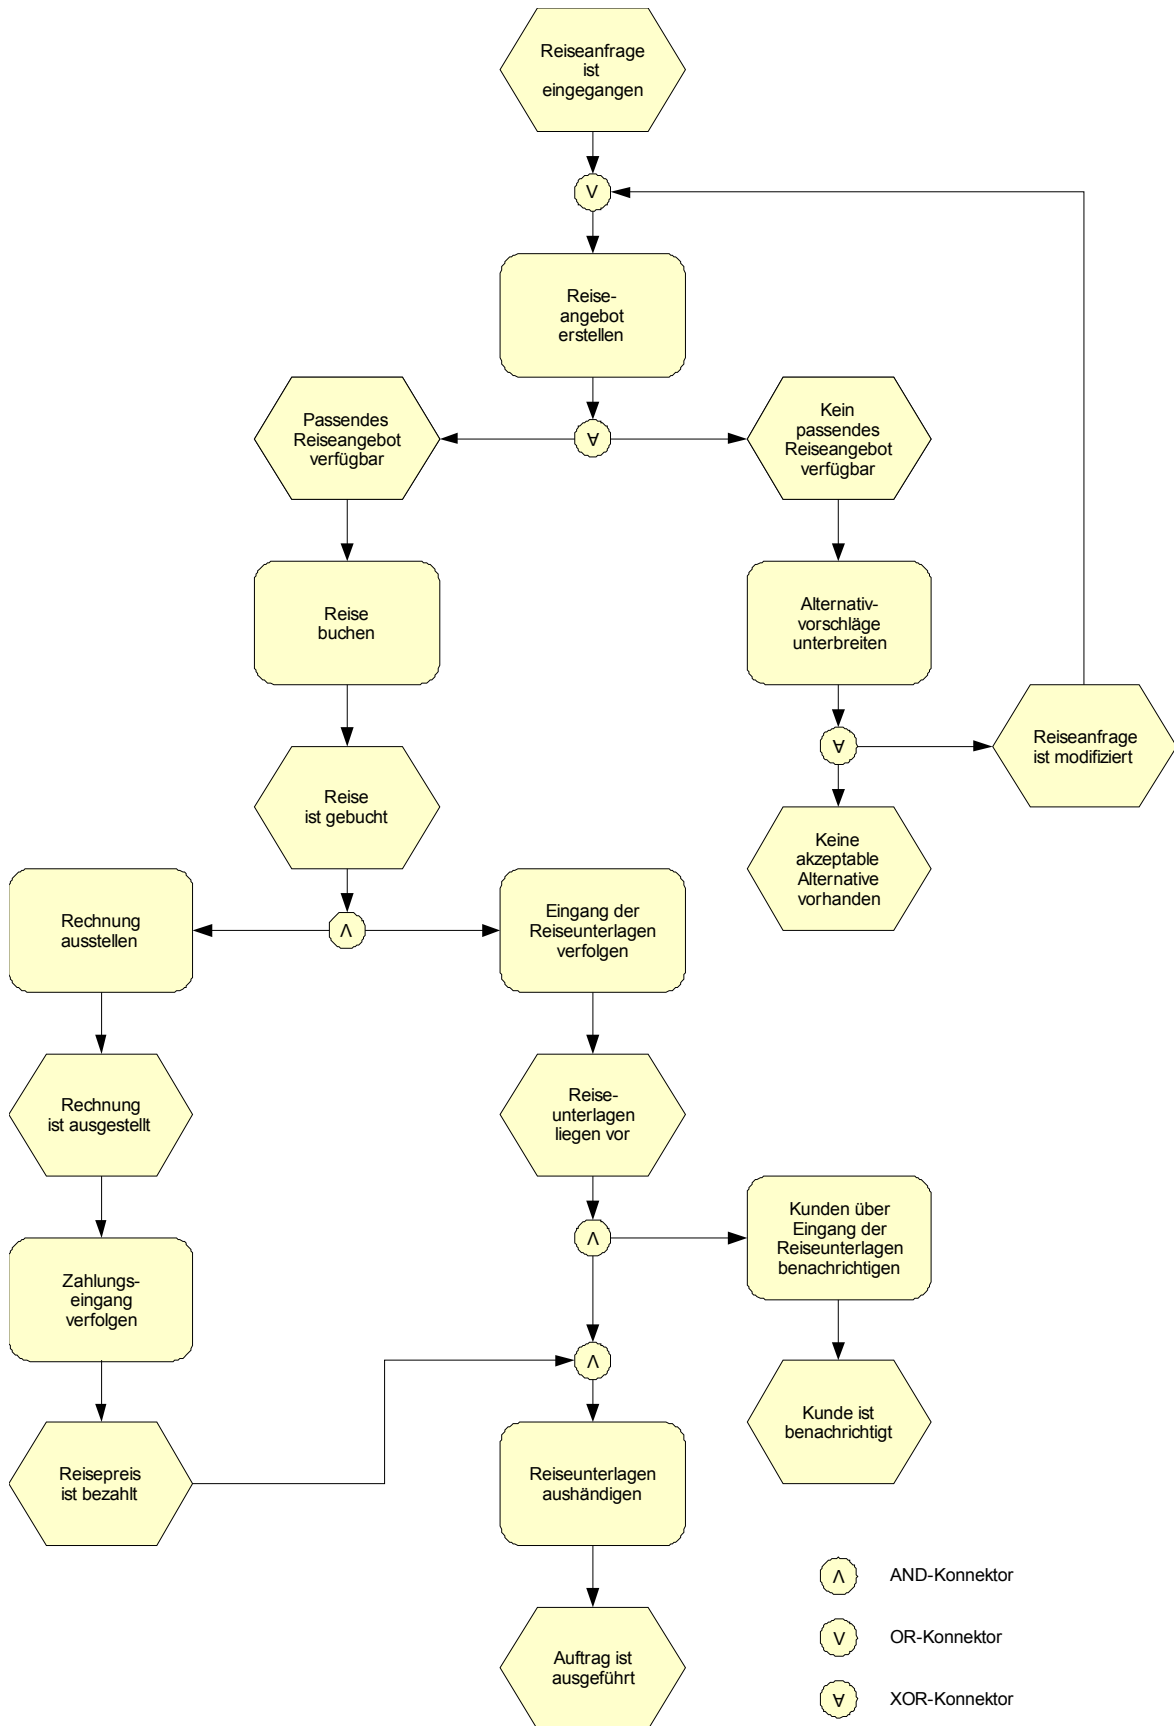 Reiseanfrage
ist
eingegangen
V
Reise-
angebot
erstellen
Passendes
Reiseangebot
verfügbar
∀
Kein
passendes
Reiseangebot
verfügbar
Reise
buchen
Alternativ-
vorschläge
unterbreiten
Reise
ist gebucht
∀
Reiseanfrage
ist modifiziert
Keine
akzeptable
Alternative
vorhanden
Rechnung
ausstellen
Λ
Eingang der
Reiseunterlagen
verfolgen
Rechnung
ist ausgestellt
Reise-
unterlagen
liegen vor
Λ
Kunden über
Eingang der
Reiseunterlagen
benachrichtigen
Zahlungs-
eingang
verfolgen
Λ
Kunde ist
benachrichtigt
Reisepreis
ist bezahlt
Reiseunterlagen
aushändigen
Λ AND-Konnektor
V OR-Konnektor
Auftrag ist
ausgeführt
∀ XOR-Konnektor